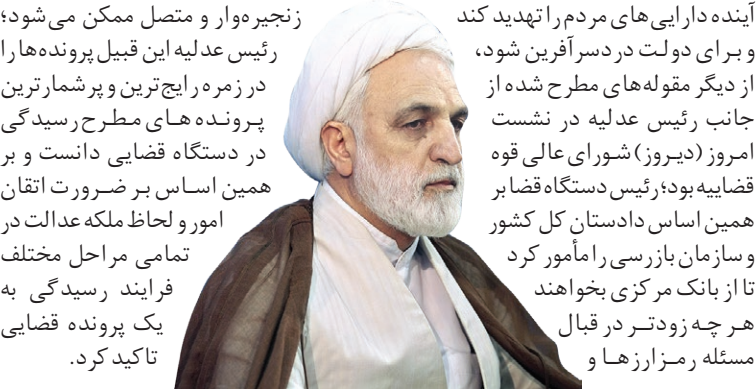 آینده دارایی‌های مردم را تهدید کند
و برای دولت دردسرآفرین شود،
از دیگر مقوله‌های مطرح شده از
جانب رئیس عدلیه در نشست
امروز (دیروز) شورای عالی قوه
قضاییه بود؛ رئیس دستگاه قضا بر
همین اساس دادستان کل کشور
و سازمان بازرسی را مأمور کرد
تا از بانک مرکزی بخواهند
هر چه زودتر در قبال
مسئله رمزارزها و
زنجیره‌وار و متصل ممکن می‌شود؛
رئیس عدلیه این قبیل پرونده‌ها را
در زمره رایج‌ترین و پرشمارترین
پرونده‌های مطرح رسیدگی
در دستگاه قضایی دانست و بر
همین اساس بر ضرورت اتقان
امور و لحاظ ملکه عدالت در
تمامی مراحل مختلف
فرایند رسیدگی به
یک پرونده قضایی
تاکید کرد.